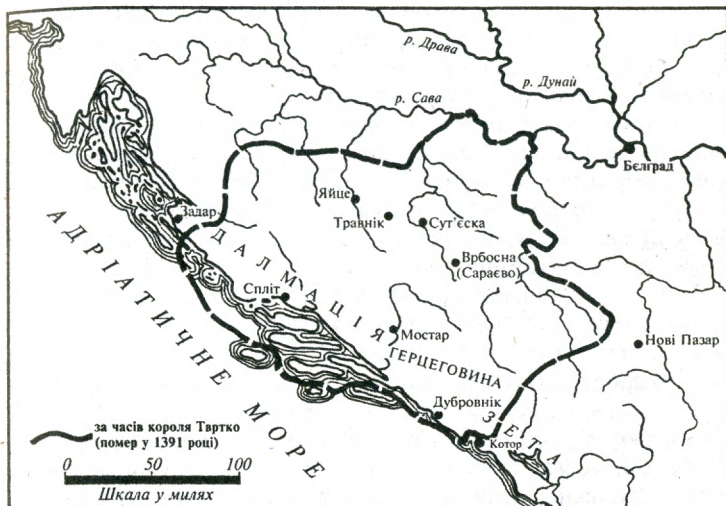 р. Драва
р. Дунай
р. Сава
Бєлград
Яйце
Задар
Травнік
Сут'єска
ДАЛМАЦІЯ
Врбосна
(Сараєво)
Спліт
АДРІАТИЧНЕ МОРЕ
Мостар
Нові Пазар
ГЕРЦЕГОВИНА
Дубровнік
ЗЕТА
Котор
за часів короля Твртко
(помер у 1391 році)
0 50 100
Шкала у милях